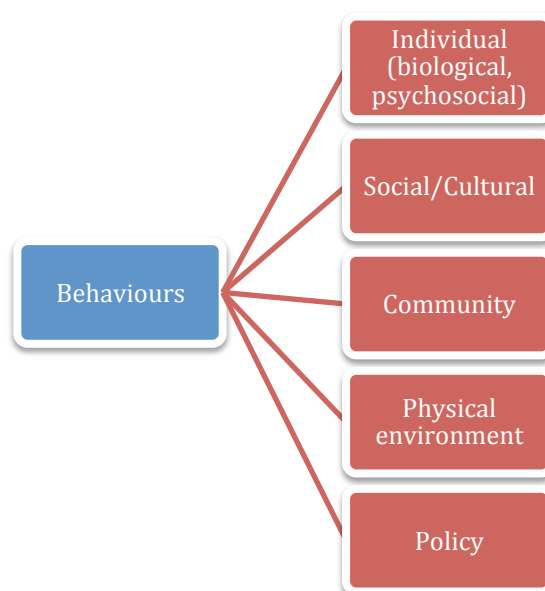 Individual
(biological,
psychosocial)
Social/Cultural
Behaviours
Community
Physical
environment
Policy